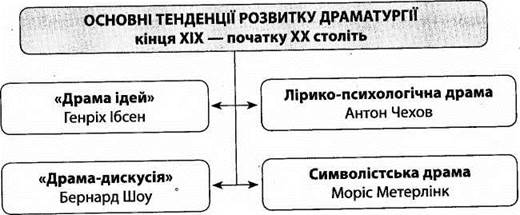 ОСНОВНІ ТЕНДЕНЦІЇ РОЗВИТКУ ДРАМАТУРГІЇ
кінця XIX — початку XX століть
«Драма ідей»
Генріх Ібсен
Лірико-психологічна драма
Антон Чехов
«Драма-дискусія»
Бернард Шоу
Символістська драма
Моріс Метерлінк